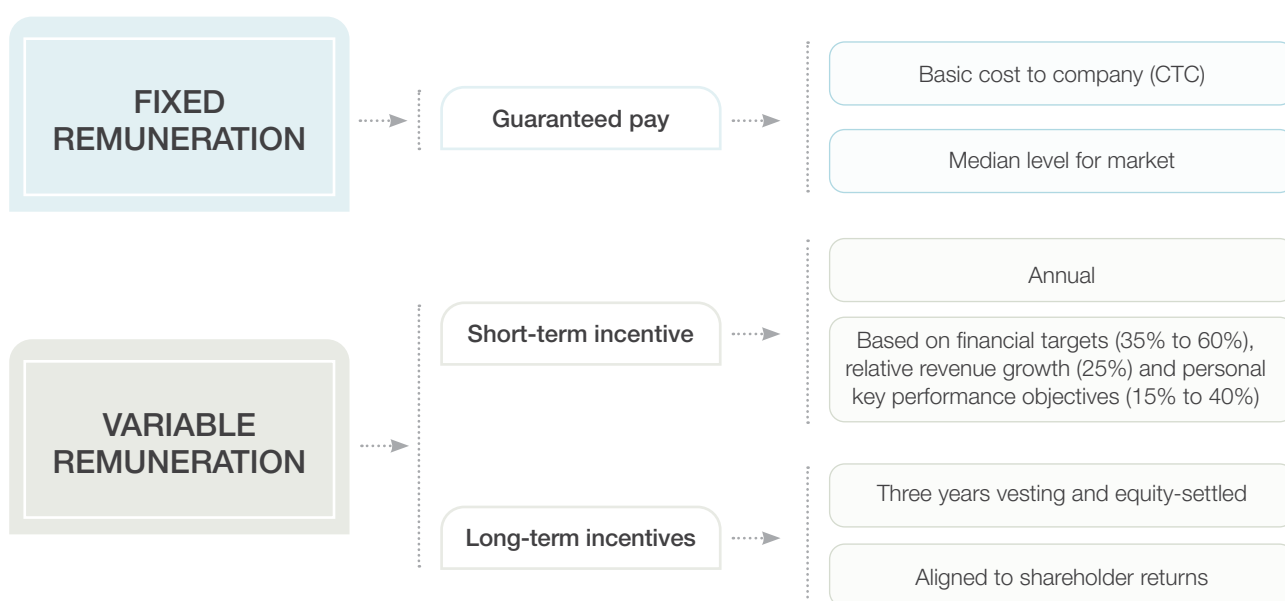 FIXED
REMUNERATION
Guaranteed pay
Basic cost to company (CTC)
Median level for market
VARIABLE
REMUNERATION
Short-term incentive
Annual
Based on financial targets (35% to 60%),
relative revenue growth (25%) and personal
key performance objectives (15% to 40%)
Long-term incentives
Three years vesting and equity-settled
Aligned to shareholder returns